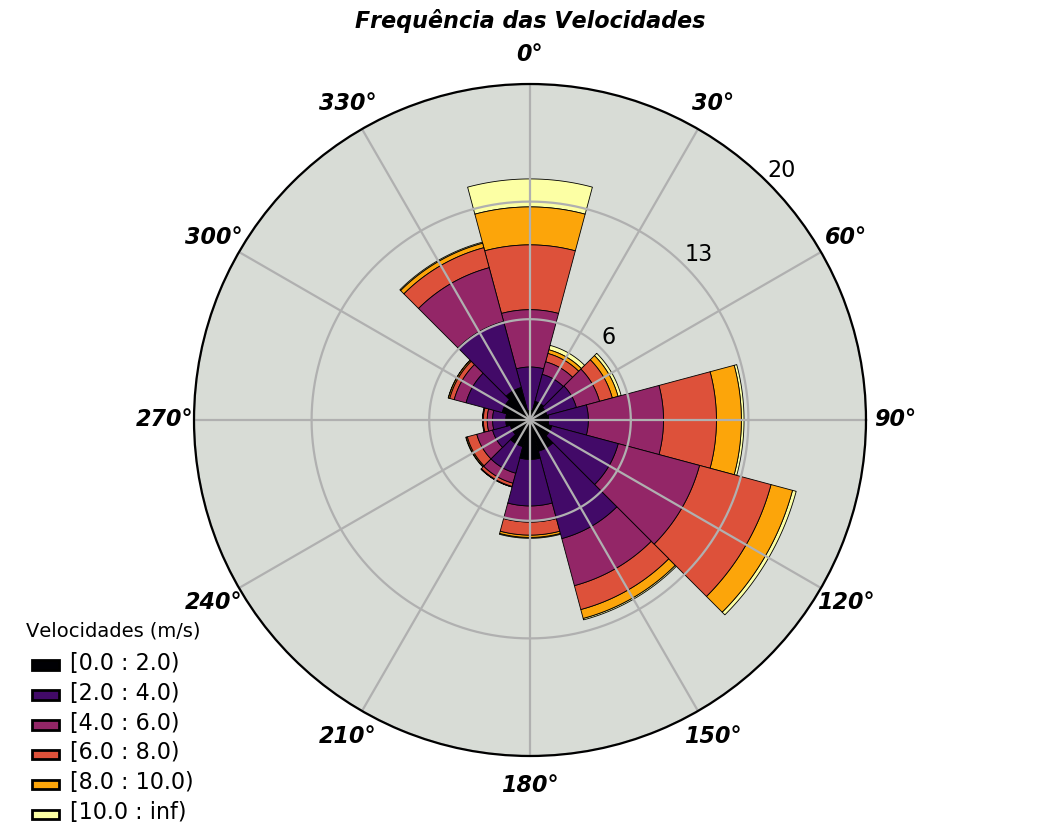 Frequência das Velocidades
0°
330°
30°
20
300°
60°
13
6
270°
90°
240°
120°
210°
150°
180°
Velocidades (m/s)
[0.0 : 2.0)
[2.0 : 4.0)
[4.0 : 6.0)
[6.0 : 8.0)
[8.0 : 10.0)
[10.0 : inf)